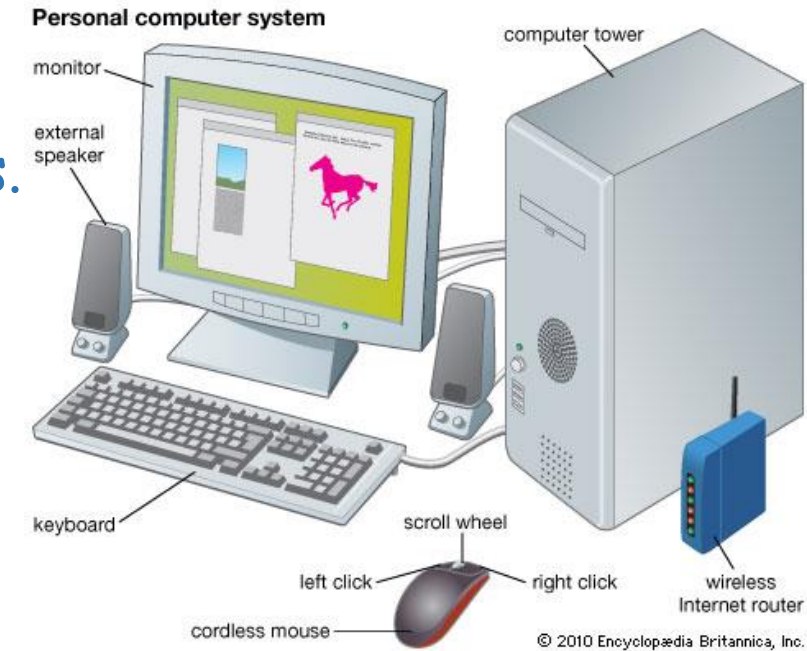 Personal computer system
computer tower
monitor
external
speaker
s.
keyboard
scroll wheel
left click
right click
wireless
Internet router
cordless mouse
© 2010 Encyclopædia Britannica, Inc.